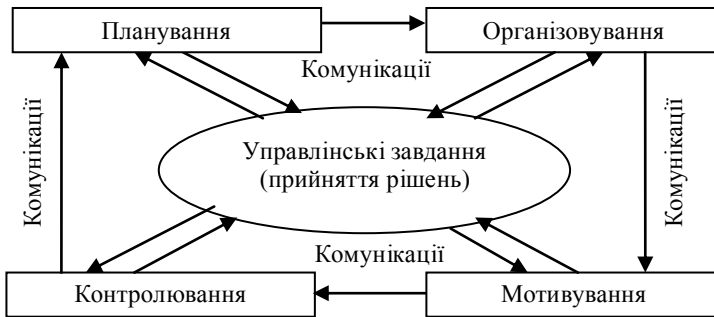 Планування
Організовування
Комунікації
Комунікації
Управлінські завдання
(прийняття рішень)
Комунікації
Комунікації
Контролювання
Мотивування